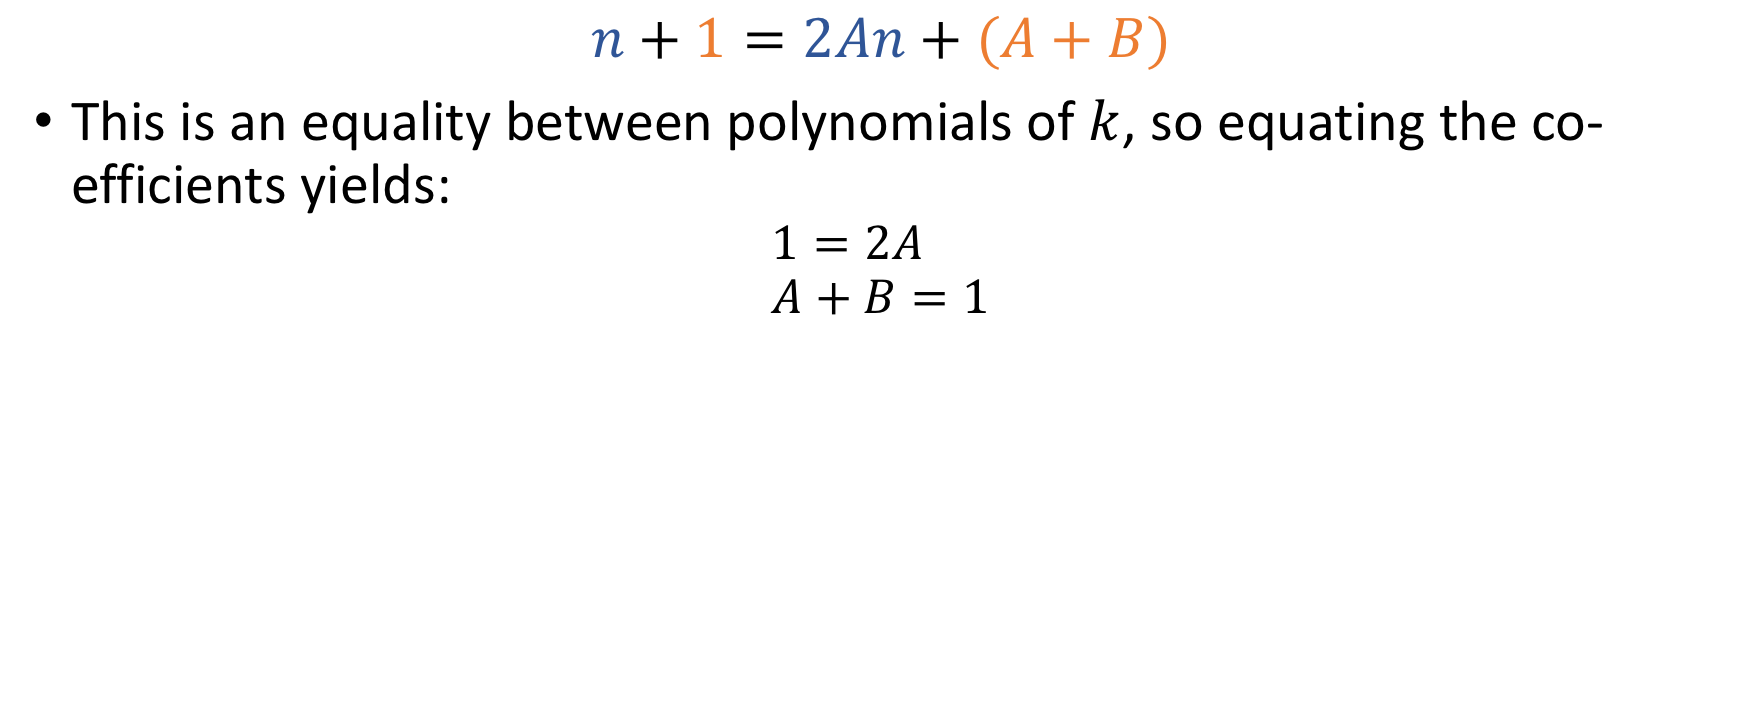 n + 1 = 2An + (A + B)
• This is an equality between polynomials of k, so equating the co-
efficients yields:
1 = 2A
A + B = 1